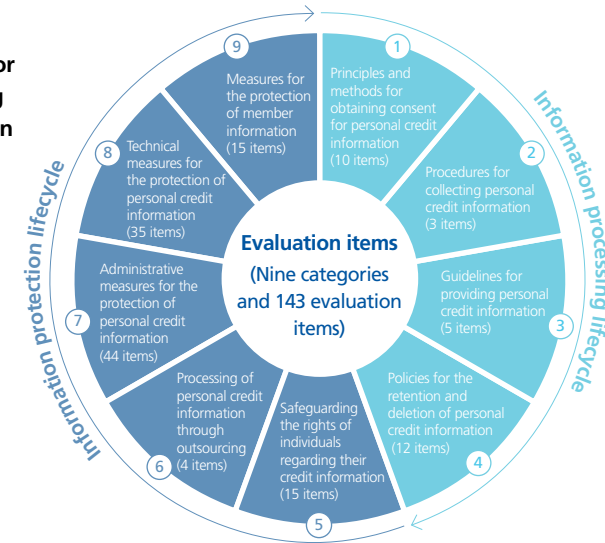 or
g
n
Evaluation items
(Nine categories
and 143 evaluation
items)
Information processing lifecycle
1
Principles and
methods for
obtaining consent
for personal credit
information
(10 items)
2
Procedures for
collecting personal
credit information
(3 items)
3
Guidelines for
providing personal
credit information
(5 items)
4
Policies for the
retention and
deletion of personal
credit information
(12 items)
Information protection lifecycle
5
Safeguarding
the rights of
individuals
regarding their
credit information
(15 items)
6
Processing of
personal credit
information
through
outsourcing
(4 items)
7
Administrative
measures for the
protection of
personal credit
information
(44 items)
8
Technical
measures for
the protection of
personal credit
information
(35 items)
9
Measures for
the protection
of member
information
(15 items)